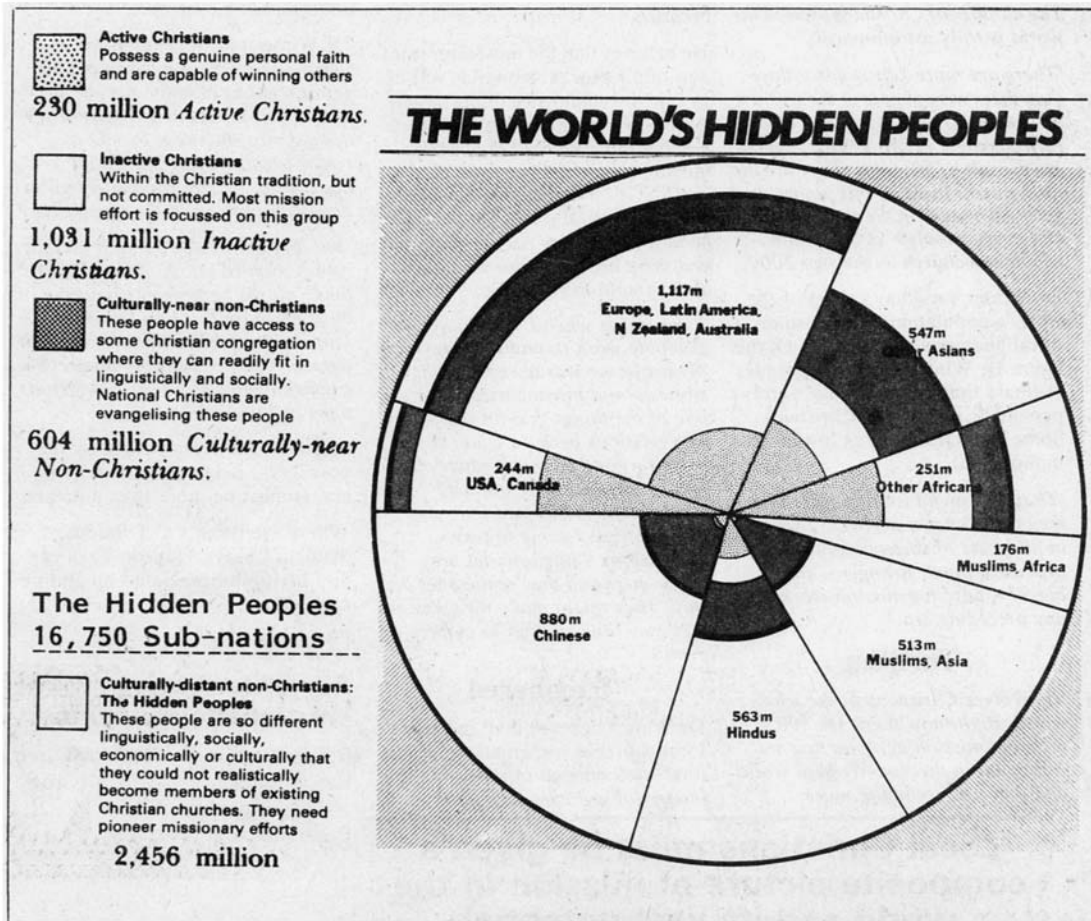 Active Christians
Possess a genuine personal faith
and are capable of winning others
230 million Active Christians.
Inactive Christians
Within the Christian tradition, but
not committed. Most mission
effort is focussed on this group
1,031 million Inactive
Christians.
Culturally-near non-Christians
These people have access to
some Christian congregation
where they can readily fit in
linguistically and socially.
National Christians are
evangelising these people
604 million Culturally-near
Non-Christians.
The Hidden Peoples
16,750 Sub-nations
Culturally-distant non-Christians:
The Hidden Peoples
These people are so different
linguistically, socially,
economically or culturally that
they could not realistically
become members of existing
Christian churches. They need
pioneer missionary efforts
2,456 million
THE WORLD'S HIDDEN PEOPLES
1,117m
Europe, Latin America,
N Zealand, Australia
547m
Other Asians
244m
USA, Canada
251m
Other Africans
176m
Muslims, Africa
880m
Chinese
513m
Muslims, Asia
563m
Hindus